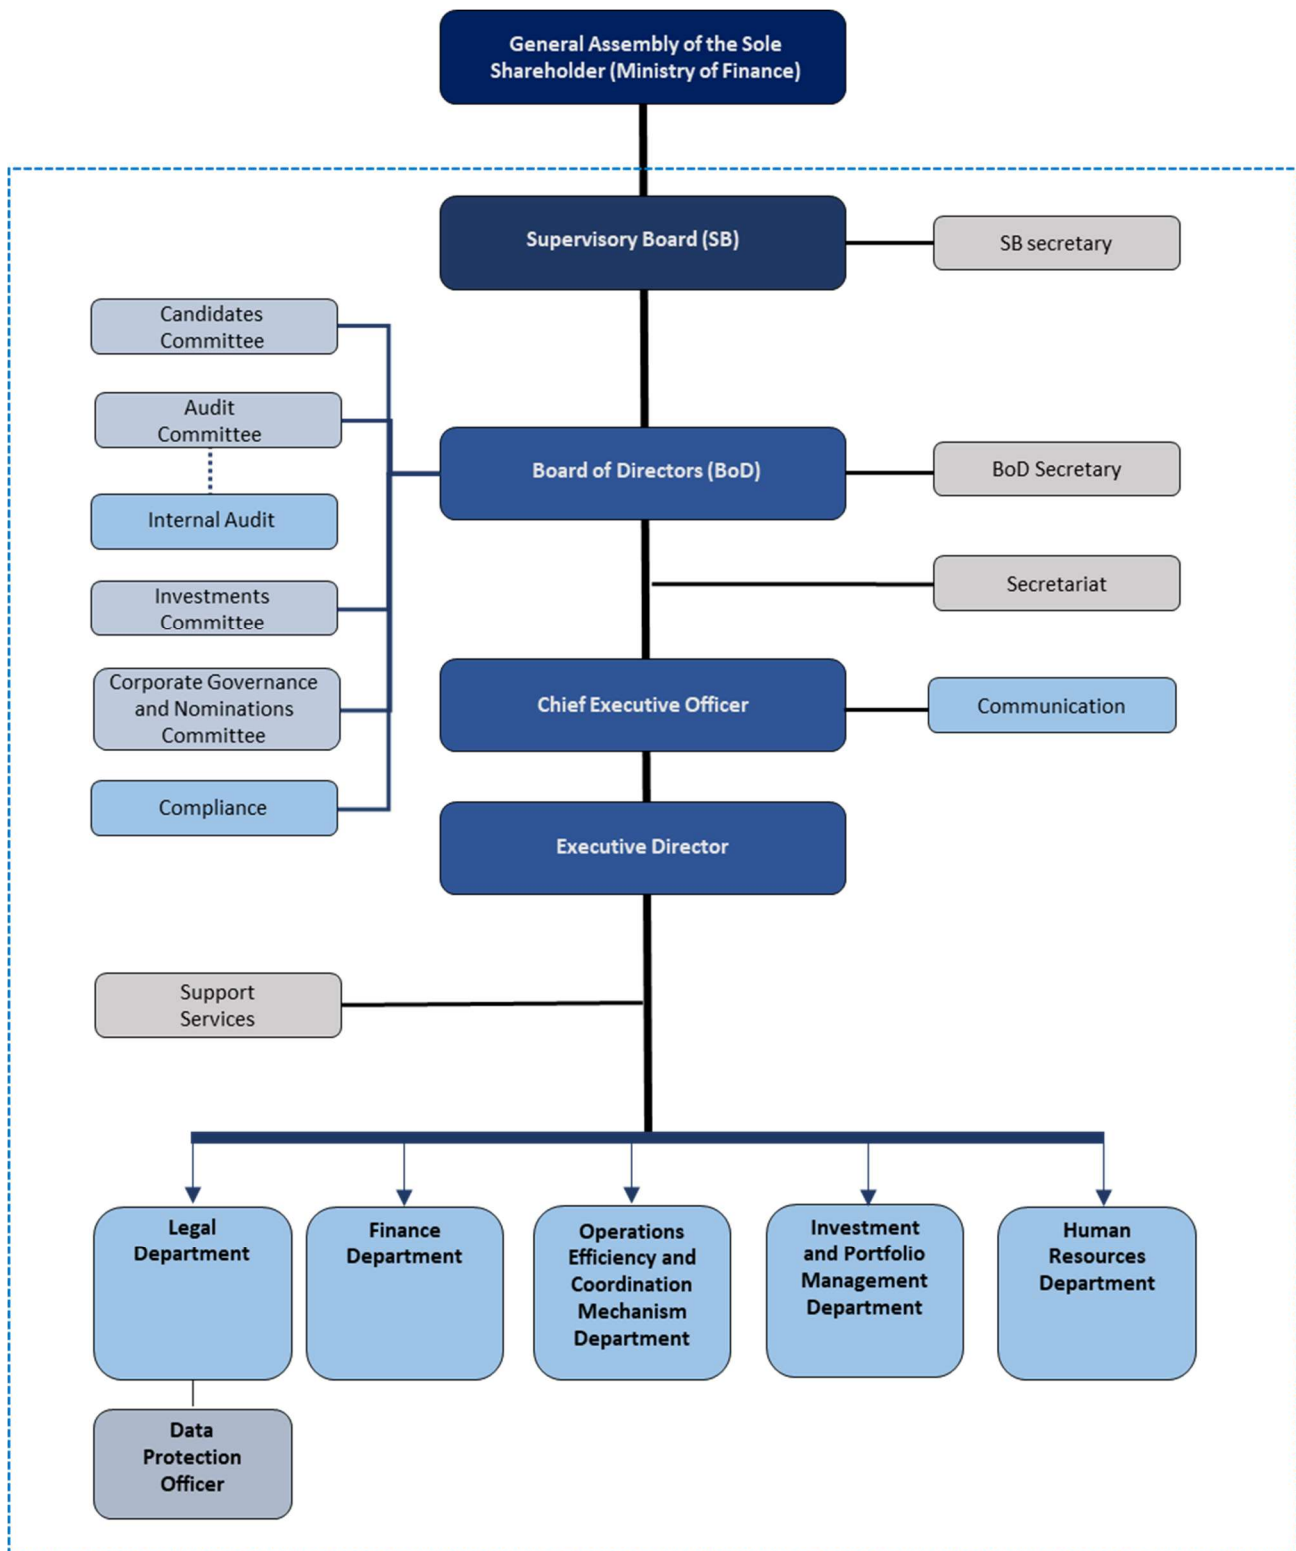 General Assembly of the Sole
Shareholder (Ministry of Finance)
Supervisory Board (SB)
SB secretary
Candidates
Committee
Audit
Committee
Board of Directors (BoD)
BoD Secretary
Internal Audit
Secretariat
Investments
Committee
Corporate Governance
and Nominations
Committee
Chief Executive Officer
Communication
Compliance
Executive Director
Support
Services
Legal
Department
Finance
Department
Operations
Efficiency and
Coordination
Mechanism
Department
Investment
and Portfolio
Management
Department
Human
Resources
Department
Data
Protection
Officer